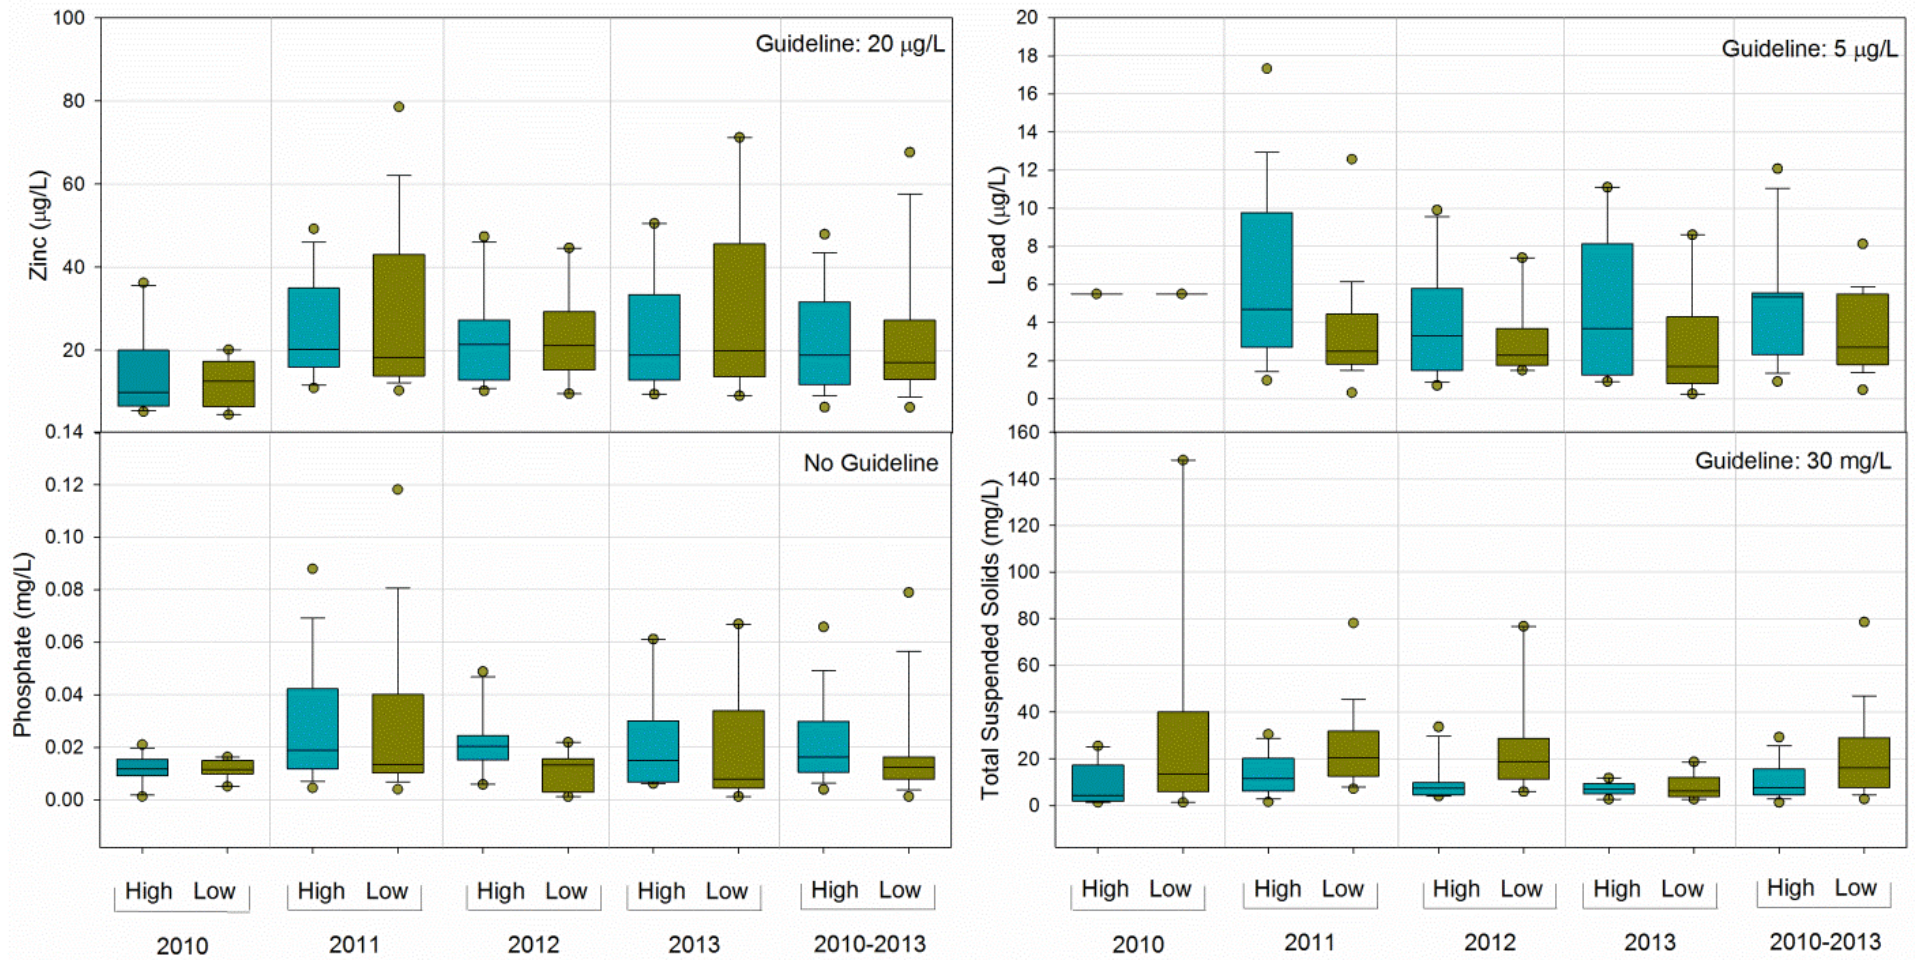 Guideline: 20 µg/L
Zinc (µg/L)
100
80
60
40
20
Guideline: 5 µg/L
Lead (µg/L)
20
18
16
14
12
10
8
6
4
2
0
No Guideline
Phosphate (mg/L)
0.14
0.12
0.10
0.08
0.06
0.04
0.02
0.00
Guideline: 30 mg/L
Total Suspended Solids (mg/L)
160
140
120
100
80
60
40
20
0
High Low High Low High Low High Low High Low
2010 2011 2012 2013 2010-2013
High Low High Low High Low High Low High Low
2010 2011 2012 2013 2010-2013